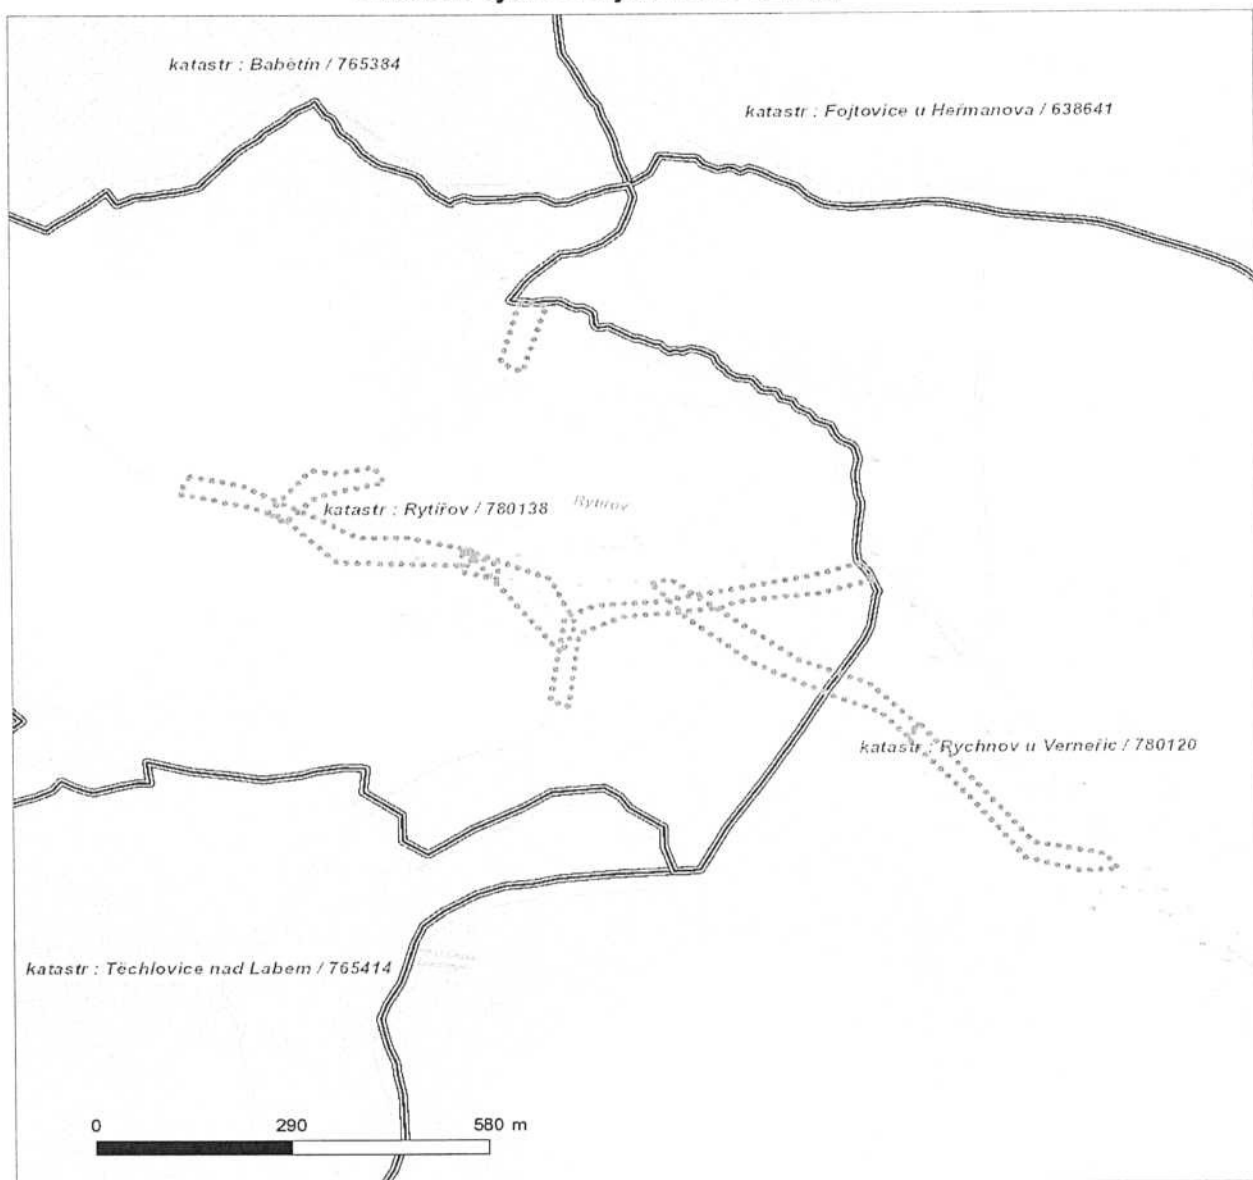 katastr : Babětín / 765384
katastr : Fojtovice u Heřmanova / 638641
katastr : Rytířov / 780138
Rytířov
katastr : Rychnov u Verneřic / 780120
katastr : Těchlovice nad Labem / 765414
0 290 580 m